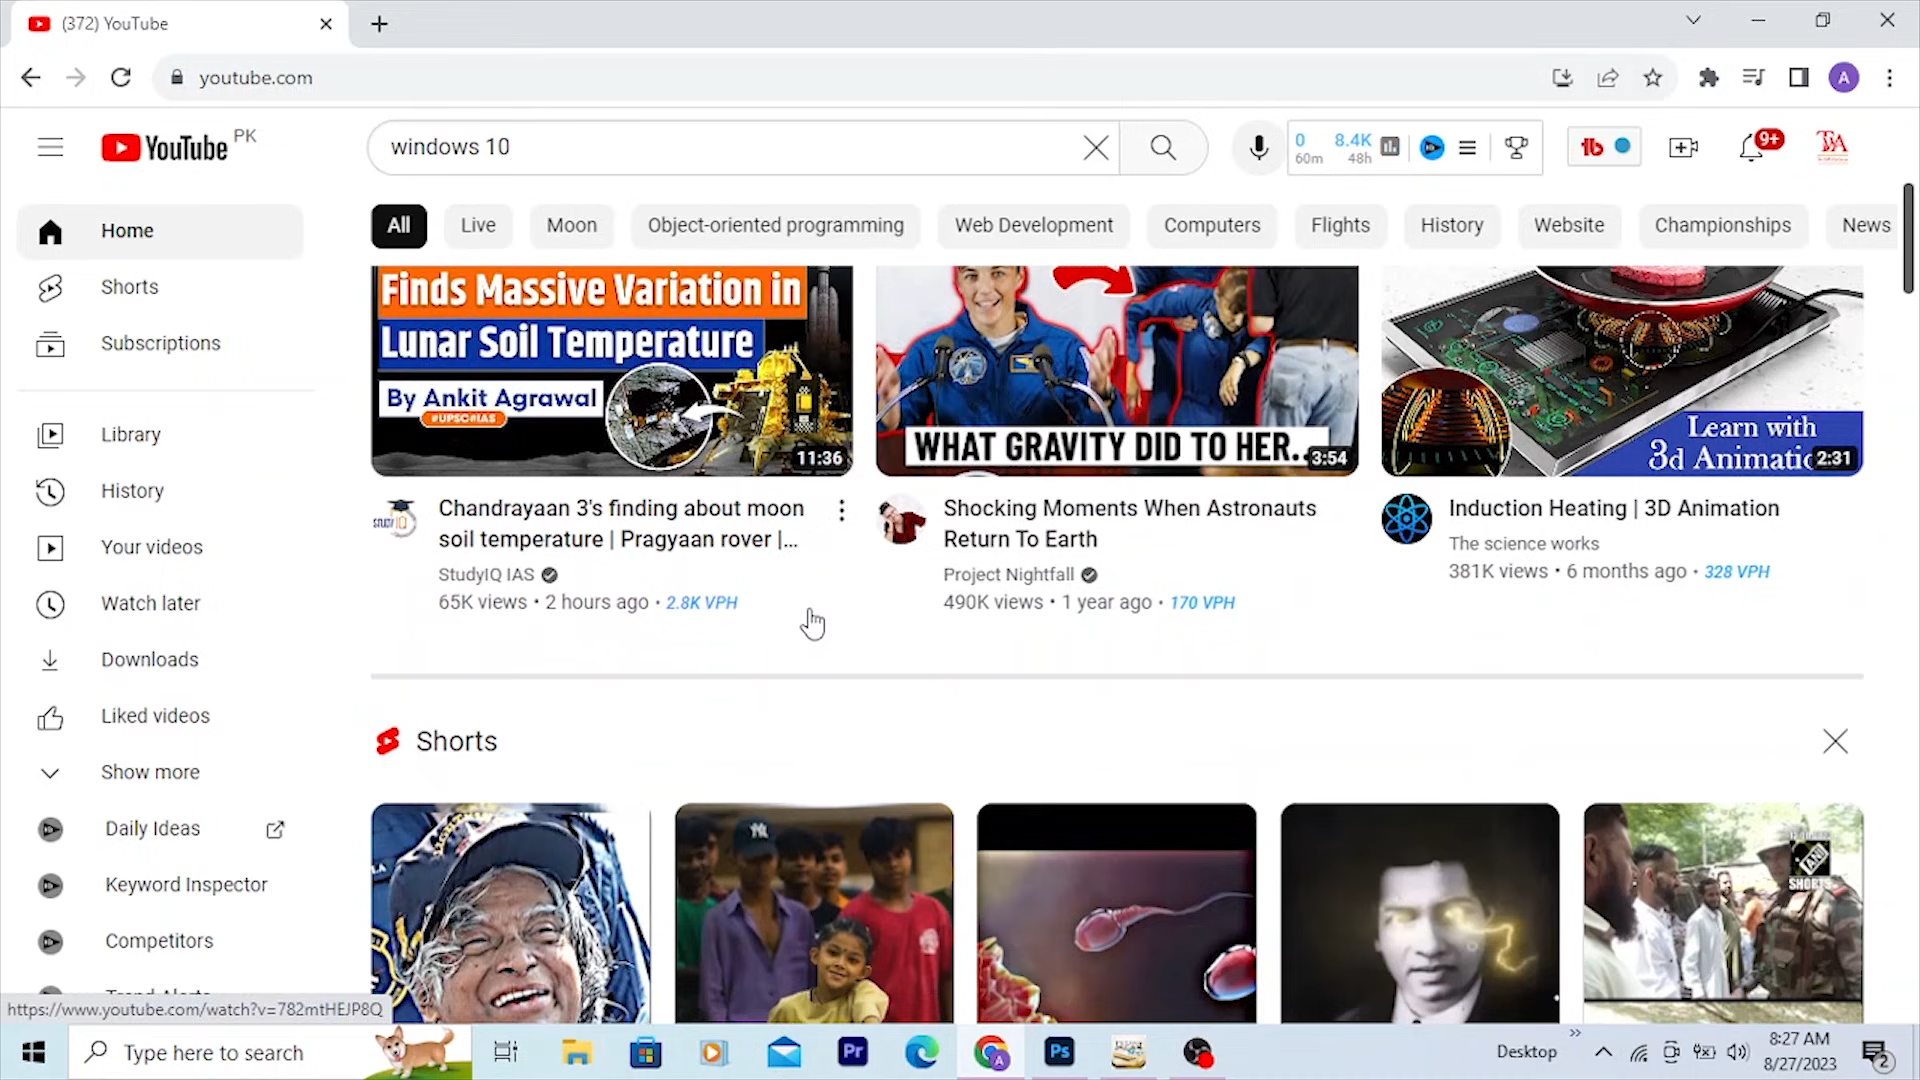 (372) YouTube
youtube.com
A
YouTube PK
windows 10
0 8.4K
60m 48h
9+
Home
Shorts
Subscriptions
Library
History
Your videos
Watch later
Downloads
Liked videos
Show more
Daily Ideas
Keyword Inspector
Competitors
All Live Moon Object-oriented programming Web Development Computers Flights History Website Championships News
Finds Massive Variation in
Lunar Soil Temperature
By Ankit Agrawal
#UPSC#IAS
11:36
WHAT GRAVITY DID TO HER..
3:54
Learn with
3d Animatic
2:31
Chandrayaan 3's finding about moon
soil temperature | Pragyaan rover |...
StudyIQ IAS
65K views • 2 hours ago • 2.8K VPH
Shocking Moments When Astronauts
Return To Earth
Project Nightfall
490K views • 1 year ago • 170 VPH
Induction Heating | 3D Animation
The science works
381K views • 6 months ago • 328 VPH
Shorts
SHORTS
https://www.youtube.com/watch?v=782mtHEJP8Q
Type here to search
Pr
A
Ps
Desktop
8:27 AM
8/27/2023
2